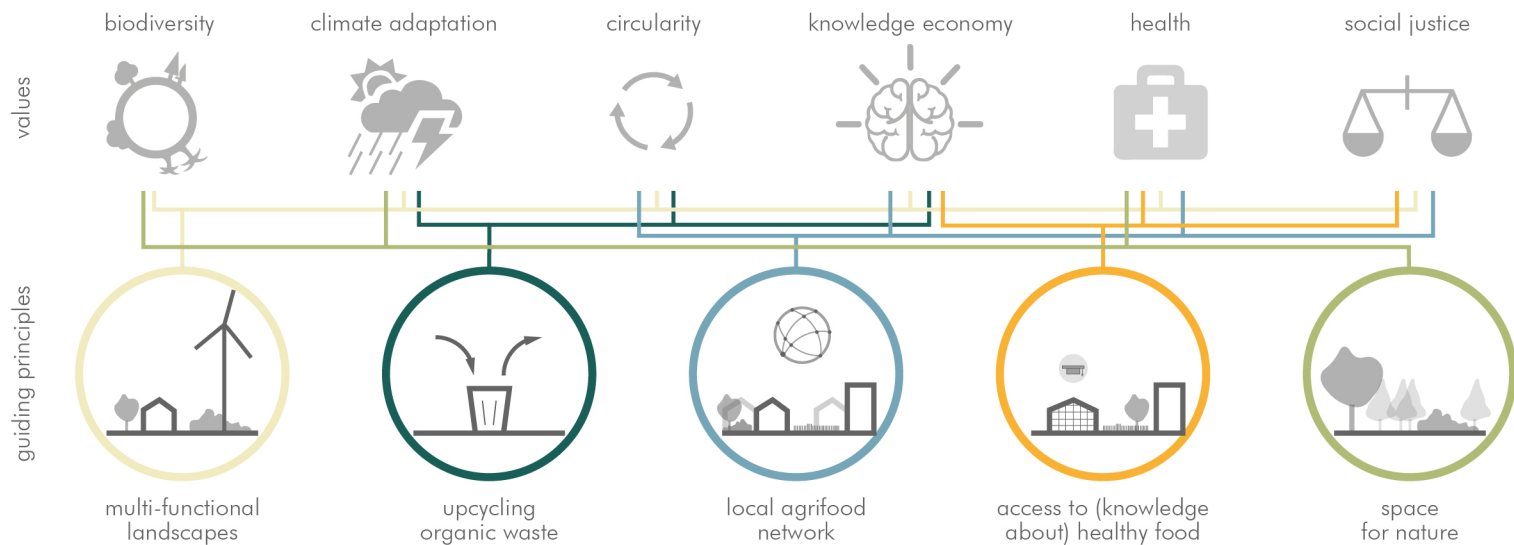 biodiversity
climate adaptation
circularity
knowledge economy
health
social justice
values
guiding principles
multi-functional
landscapes
upcycling
organic waste
local agrifood
network
access to (knowledge
about) healthy food
space
for nature